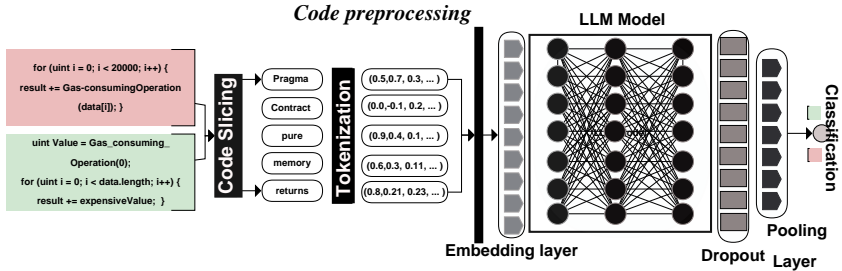 Code preprocessing
LLM Model
for (uint i = 0; i < 20000; i++) {
result += Gas-consumingOperation
(data[i]); }
uint Value = Gas_consuming_
Operation(0);
for (uint i = 0; i < data.length; i++) {
result += expensiveValue; }
Code Slicing
Pragma
Contract
pure
memory
returns
Tokenization
(0.5,0.7, 0.3, ... )
(0.0,-0.1, 0.2, ... )
(0.9,0.4, 0.1, ... )
(0.6,0.3, 0.11, ... )
(0.8,0.21, 0.23, ... )
Embedding layer
Dropout
Pooling
Layer
Classification